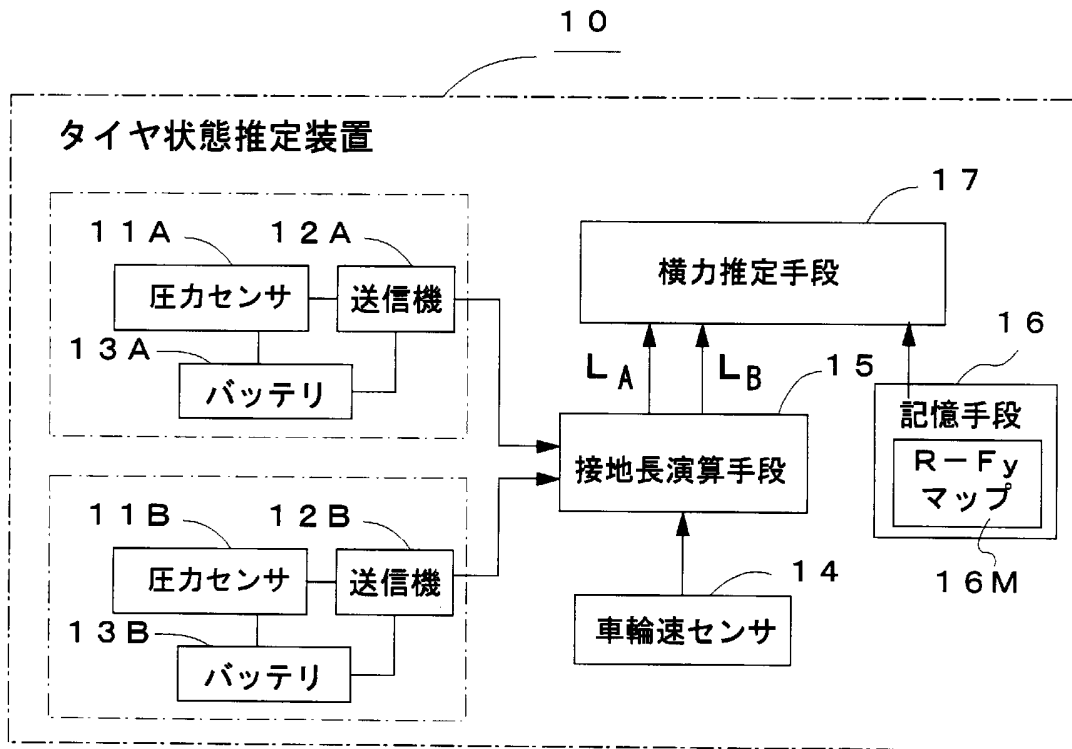 １０
タイヤ状態推定装置
１１A
１２A
圧力センサ
送信機
１３A
バッテリ
１１B
１２B
圧力センサ
送信機
１３B
バッテリ
１７
横力推定手段
LA
LB
１５
接地長演算手段
１６
記憶手段
R－Fy
マップ
１６M
１４
車輪速センサ